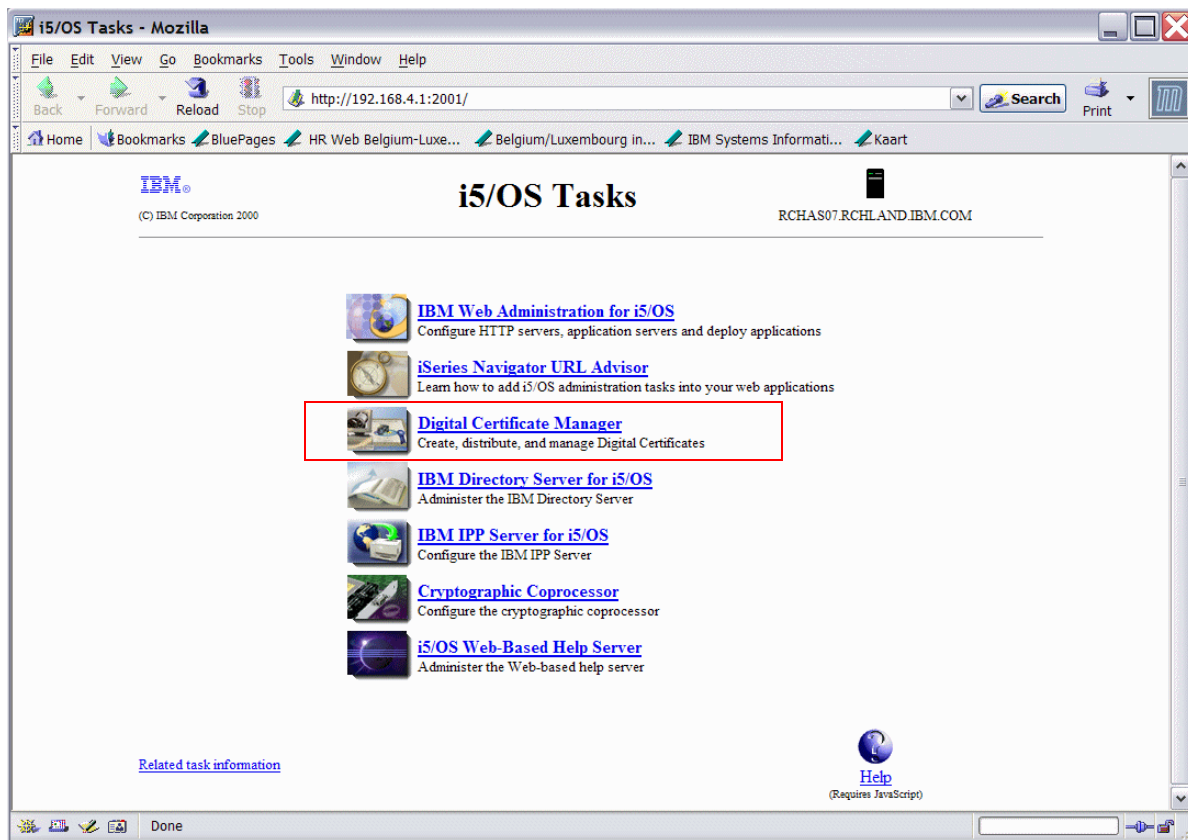 i5/OS Tasks - Mozilla
File Edit View Go Bookmarks Tools Window Help
Back Forward Reload Stop http://192.168.4.1:2001/ Search Print
Home Bookmarks BluePages HR Web Belgium-Luxe... Belgium/Luxembourg in... IBM Systems Informati... Kaart
IBM®
(C) IBM Corporation 2000
i5/OS Tasks
RCHAS07.RCHLAND.IBM.COM
IBM Web Administration for i5/OS
Configure HTTP servers, application servers and deploy applications
iSeries Navigator URL Advisor
Learn how to add i5/OS administration tasks into your web applications
Digital Certificate Manager
Create, distribute, and manage Digital Certificates
IBM Directory Server for i5/OS
Administer the IBM Directory Server
IBM IPP Server for i5/OS
Configure the IBM IPP Server
Cryptographic Coprocessor
Configure the cryptographic coprocessor
i5/OS Web-Based Help Server
Administer the Web-based help server
Related task information
Help
(Requires JavaScript)
Done